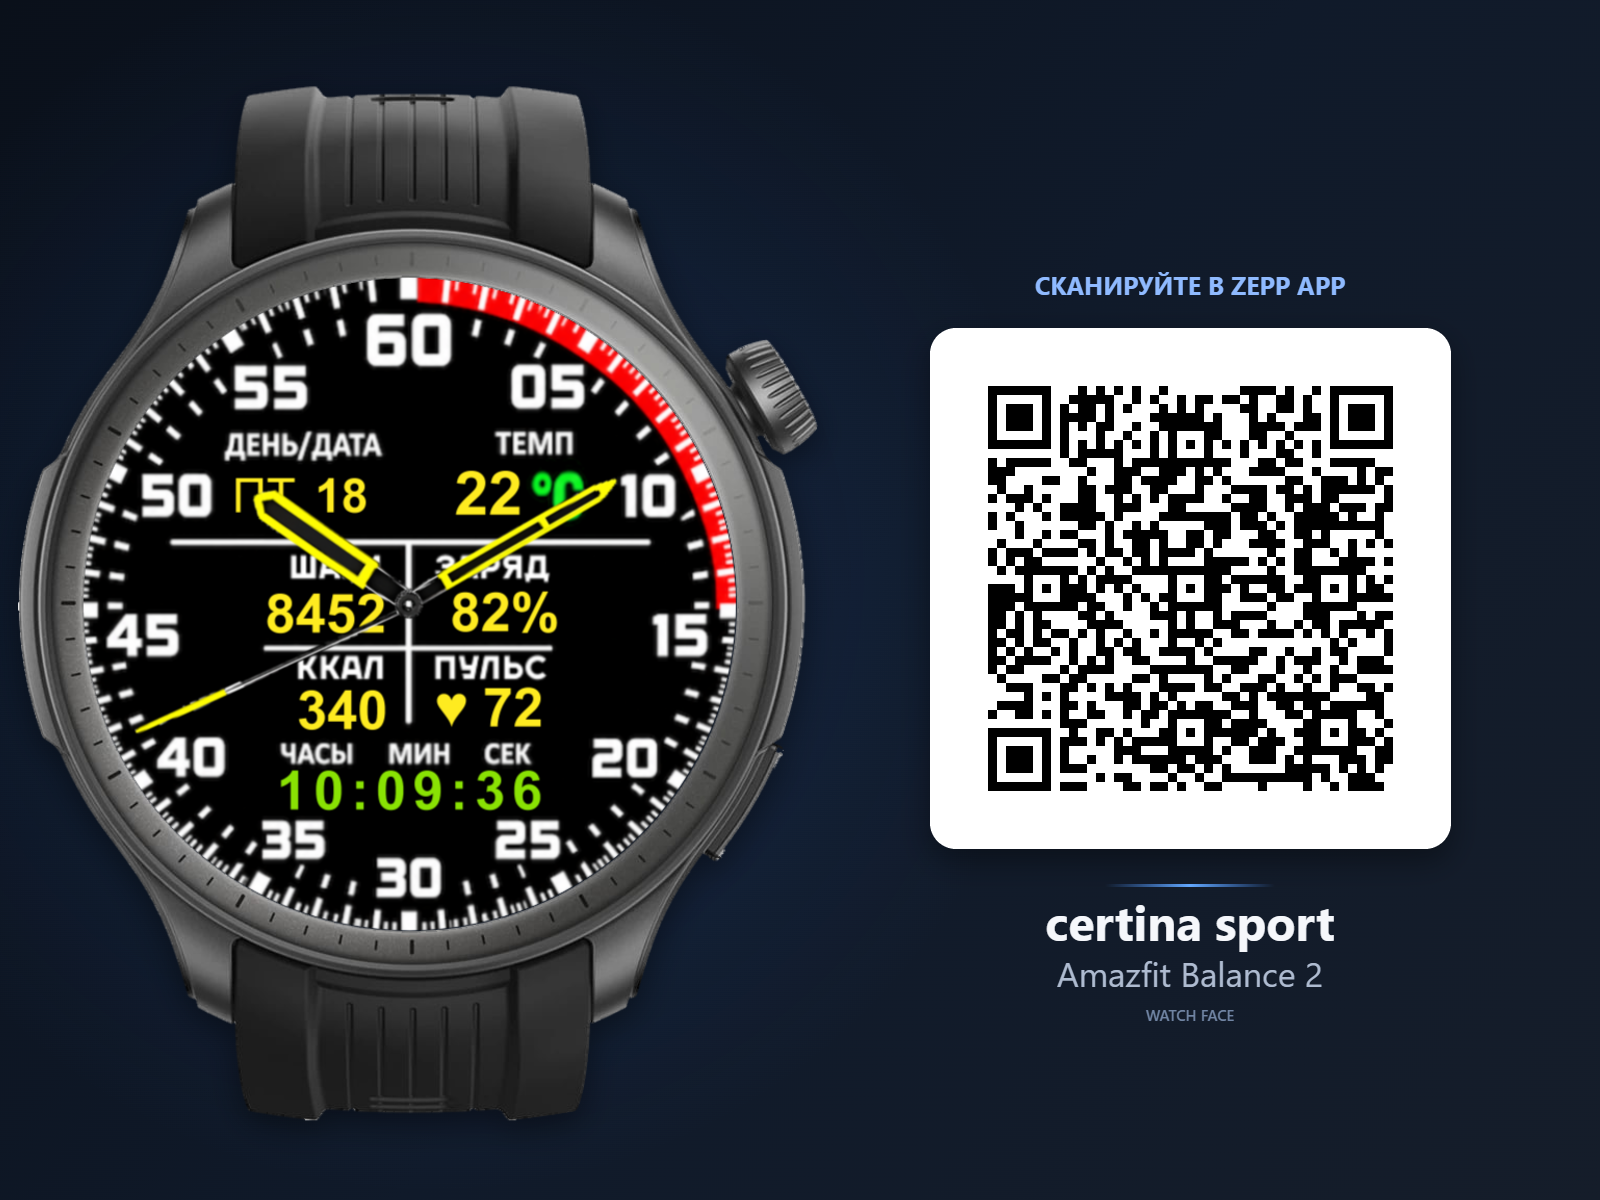 60
55
05
ДЕНЬ/ДАТА
ТЕМП
50
ПТ 18
22 °C
10
ЗАРЯД
8452
82%
45
15
ККАЛ
ПУЛЬС
340
♥ 72
ЧАСЫ МИН СЕК
40
20
10:09:36
35
25
30
СКАНИРУЙТЕ В ZEPP APP
certina sport
Amazfit Balance 2
WATCH FACE